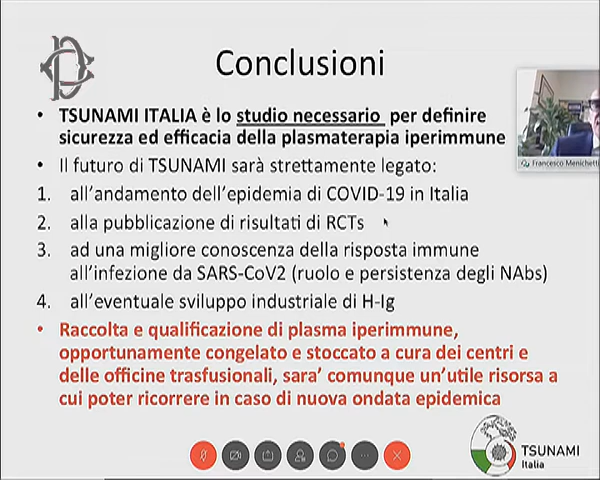 Conclusioni
• TSUNAMI ITALIA è lo studio necessario per definire
sicurezza ed efficacia della plasmaterapia iperimmune
• Il futuro di TSUNAMI sarà strettamente legato:
1. all'andamento dell'epidemia di COVID-19 in Italia
2. alla pubblicazione di risultati di RCTs
3. ad una migliore conoscenza della risposta immune
all'infezione da SARS-CoV2 (ruolo e persistenza degli NAbs)
4. all'eventuale sviluppo industriale di H-Ig
• Raccolta e qualificazione di plasma iperimmune,
opportunamente congelato e stoccato a cura dei centri e
delle officine trasfusionali, sara' comunque un'utile risorsa a
cui poter ricorrere in caso di nuova ondata epidemica
Francesco Menichetti
TSUNAMI
Italia